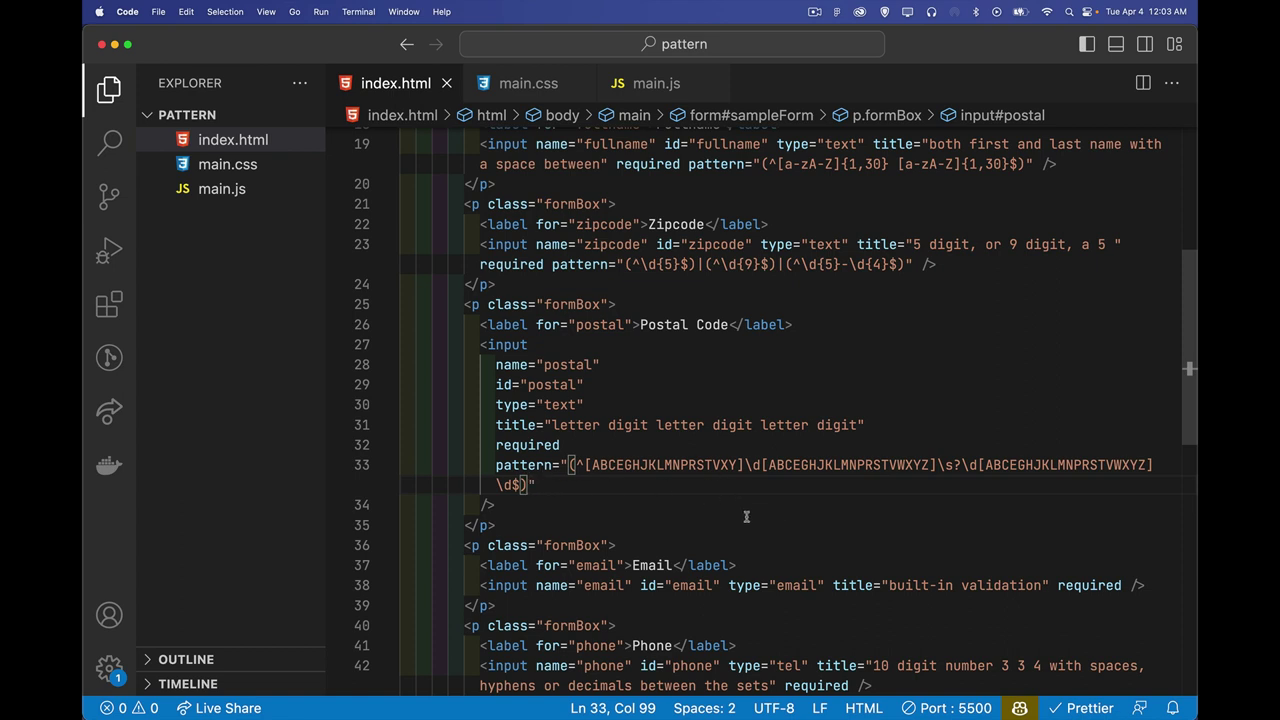 Code File Edit Selection View Go Run Terminal Window Help Tue Apr 4 12:03 AM
pattern
EXPLORER
index.html main.css JS main.js
PATTERN
index.html > html > body > main > form#sampleForm > p.formBox > input#postal
index.html
main.css
JS main.js
19 <input name="fullname" id="fullname" type="text" title="both first and last name with
a space between" required pattern="(^[a-zA-Z]{1,30} [a-zA-Z]{1,30}$)" />
20 </p>
21 <p class="formBox">
22 <label for="zipcode">Zipcode</label>
23 <input name="zipcode" id="zipcode" type="text" title="5 digit, or 9 digit, a 5 "
required pattern="(^\d{5}$)|(^\d{9}$)|(^\d{5}-\d{4}$)" />
24 </p>
25 <p class="formBox">
26 <label for="postal">Postal Code</label>
27 <input
28 name="postal"
29 id="postal"
30 type="text"
31 title="letter digit letter digit letter digit"
32 required
33 pattern="(^[ABCEGHJKLMNPRSTVXY]\d[ABCEGHJKLMNPRSTVWXYZ]\s?\d[ABCEGHJKLMNPRSTVWXYZ]
\d$)"
34 />
35 </p>
36 <p class="formBox">
37 <label for="email">Email</label>
38 <input name="email" id="email" type="email" title="built-in validation" required />
39 </p>
40 <p class="formBox">
41 <label for="phone">Phone</label>
42 <input name="phone" id="phone" type="tel" title="10 digit number 3 3 4 with spaces,
hyphens or decimals between the sets" required />
OUTLINE
TIMELINE
1
0 0 Live Share Ln 33, Col 99 Spaces: 2 UTF-8 LF HTML Port : 5500 Prettier